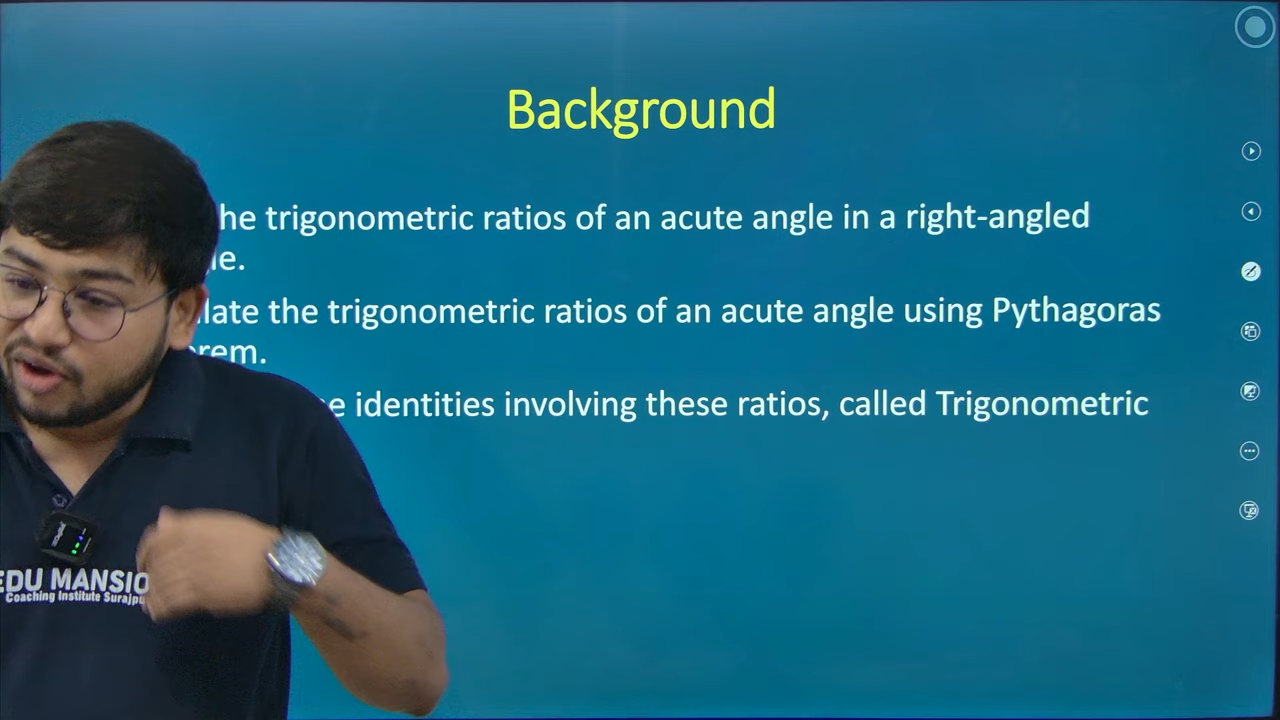 Background
he trigonometric ratios of an acute angle in a right-angled
le.
late the trigonometric ratios of an acute angle using Pythagoras
rem.
e identities involving these ratios, called Trigonometric
EDU MANSIO
Coaching Institute Surajpu